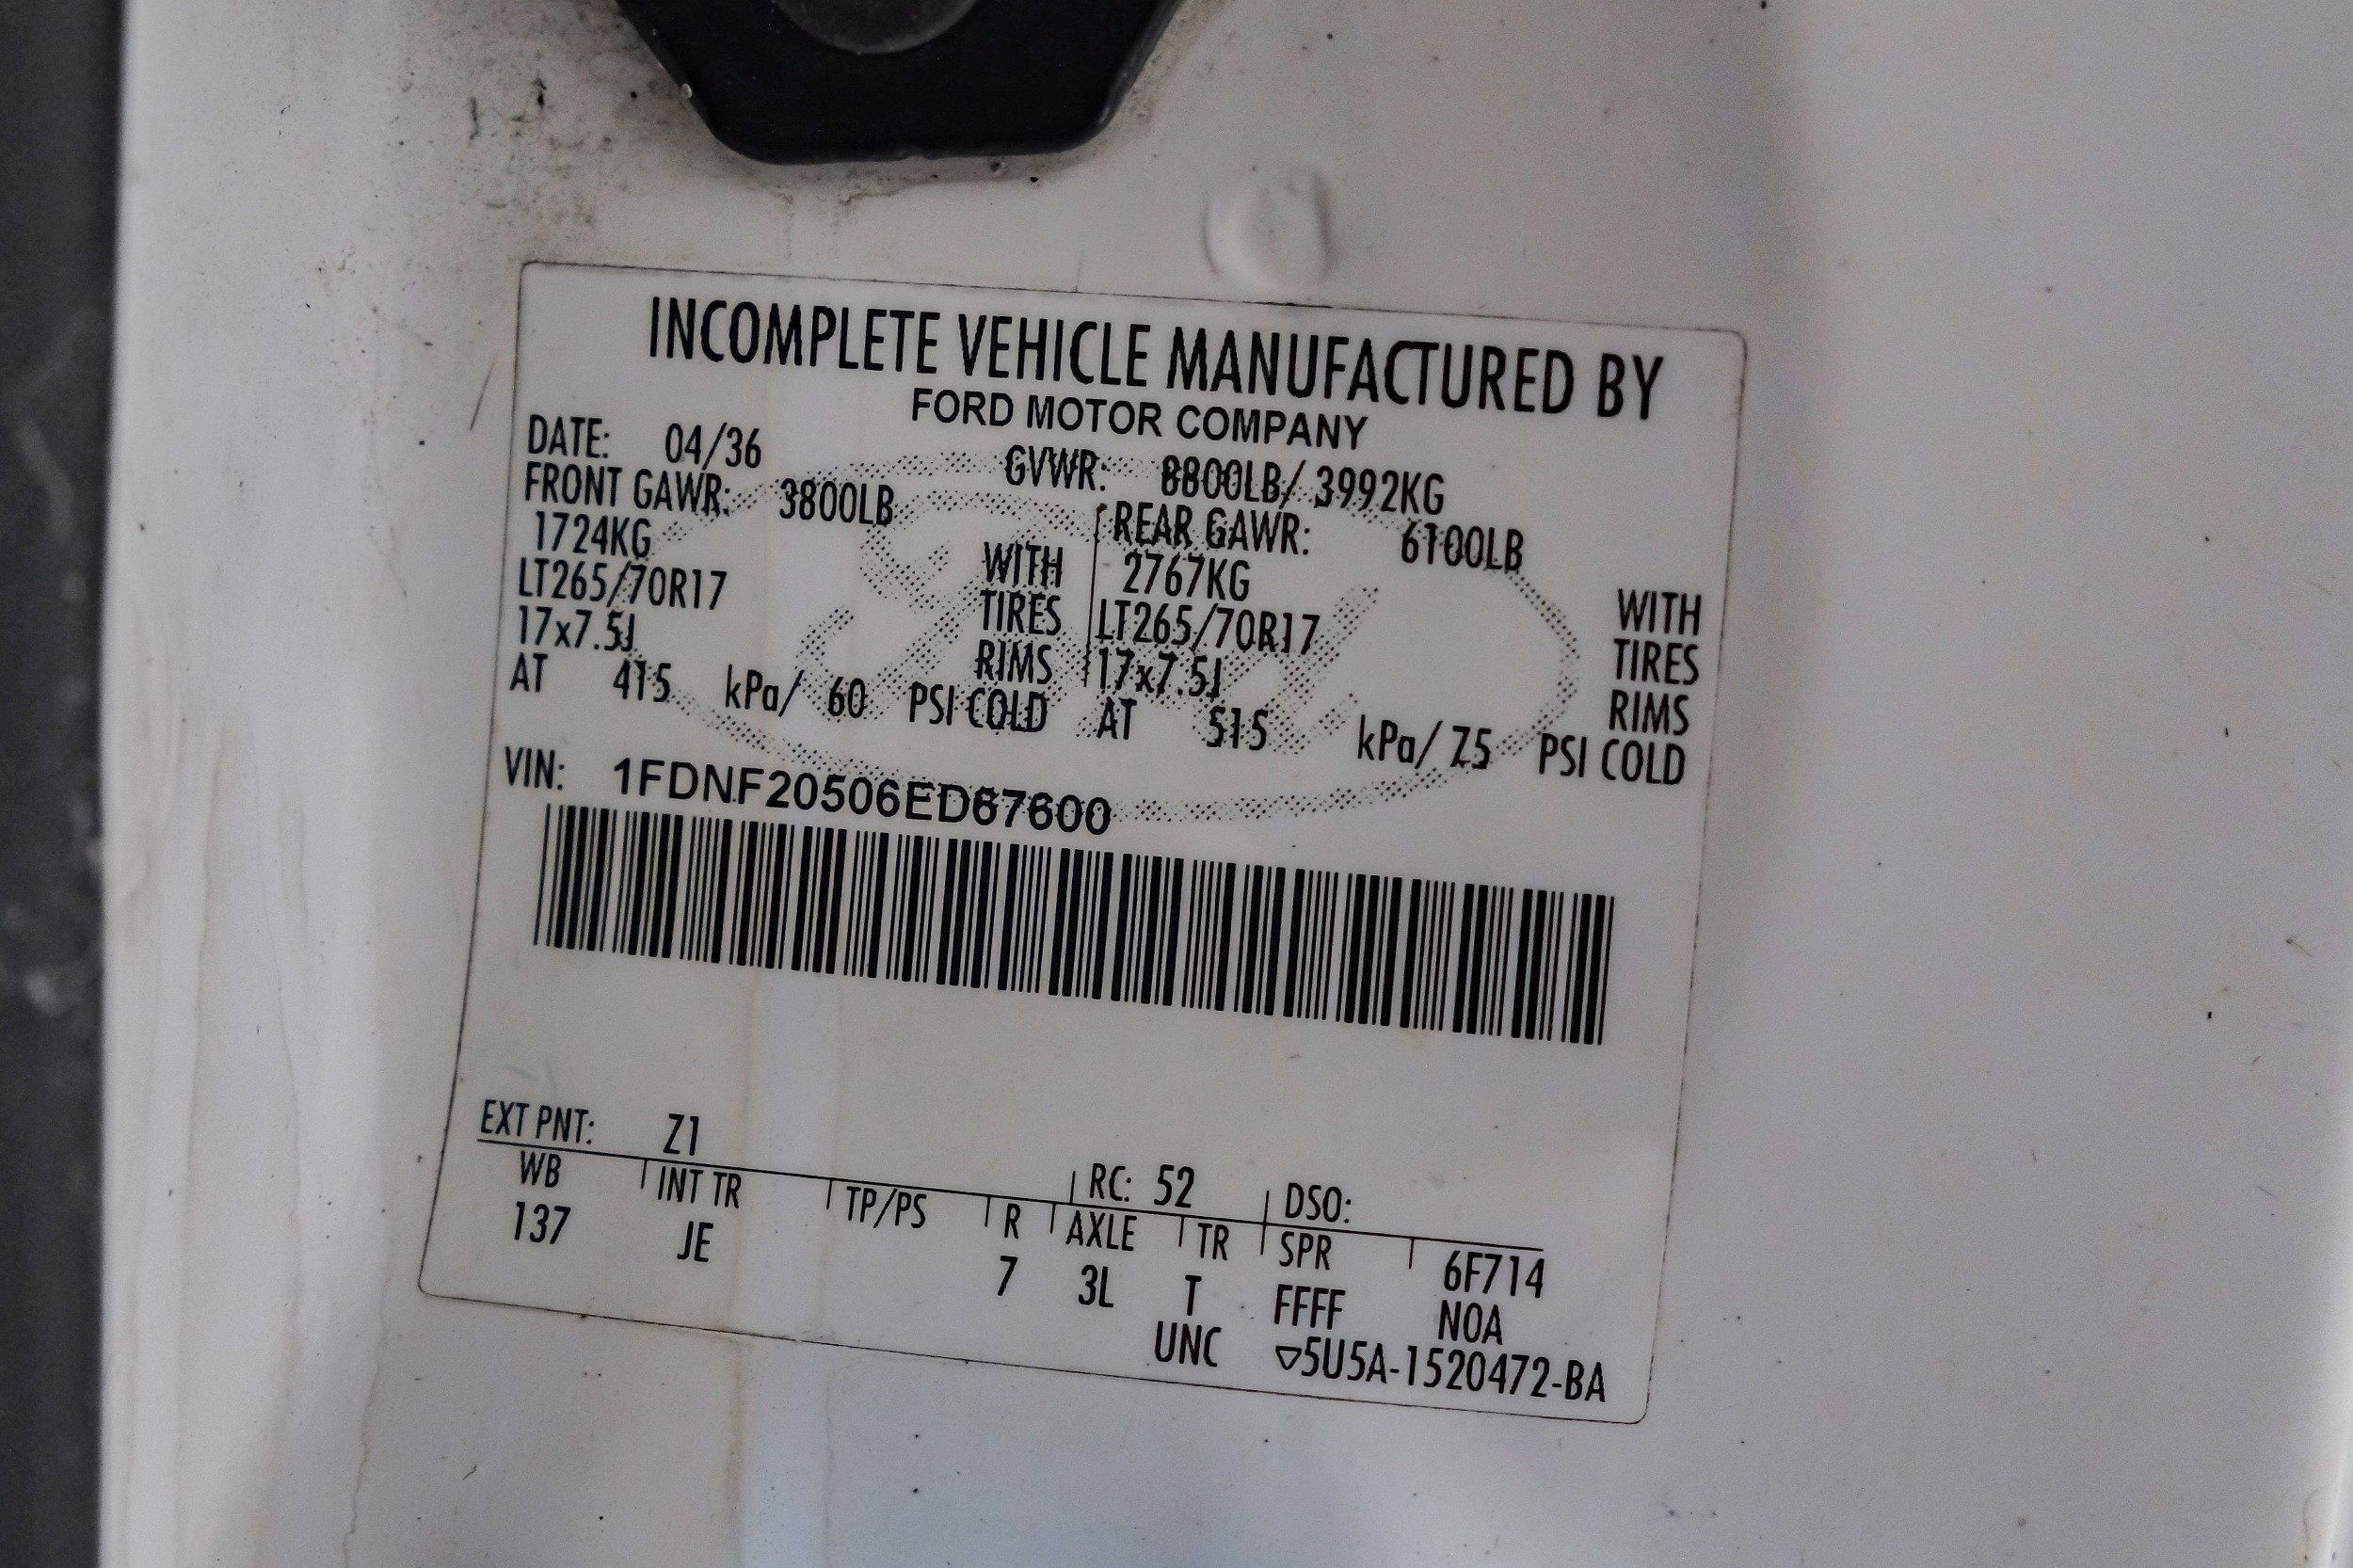 INCOMPLETE VEHICLE MANUFACTURED BY
FORD MOTOR COMPANY
DATE: 04/36 GVWR: 8800LB/ 3992KG
FRONT GAWR: 3800LB REAR GAWR: 6100LB
1724KG WITH 2767KG WITH
LT265/70R17 TIRES LT265/70R17 TIRES
17x7.5J RIMS 17x7.5J RIMS
AT 415 kPa/ 60 PSI COLD AT 515 kPa/ 75 PSI COLD
VIN: 1FDNF20506ED67600
EXT PNT: Z1 RC: 52 DSO:
WB INT TR TP/PS R AXLE TR SPR 6F714
137 JE 7 3L T FFFF NOA
UNC ▽5U5A-1520472-BA